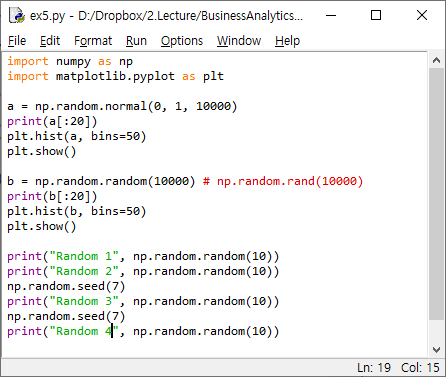 ex5.py - D:/Dropbox/2.Lecture/BusinessAnalytics...
File Edit Format Run Options Window Help
import numpy as np
import matplotlib.pyplot as plt
a = np.random.normal(0, 1, 10000)
print(a[:20])
plt.hist(a, bins=50)
plt.show()
b = np.random.random(10000) # np.random.rand(10000)
print(b[:20])
plt.hist(b, bins=50)
plt.show()
print("Random 1", np.random.random(10))
print("Random 2", np.random.random(10))
np.random.seed(7)
print("Random 3", np.random.random(10))
np.random.seed(7)
print("Random 4", np.random.random(10))
Ln: 19 Col: 15